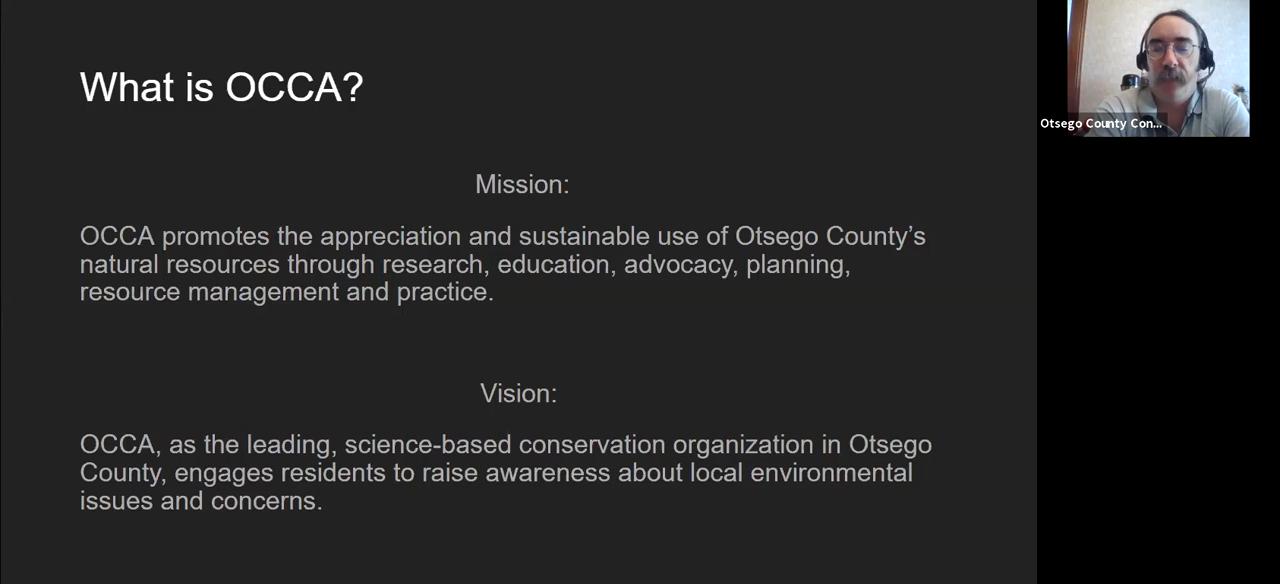 What is OCCA?
Mission:
OCCA promotes the appreciation and sustainable use of Otsego County’s
natural resources through research, education, advocacy, planning,
resource management and practice.
Vision:
OCCA, as the leading, science-based conservation organization in Otsego
County, engages residents to raise awareness about local environmental
issues and concerns.
Otsego County Con...